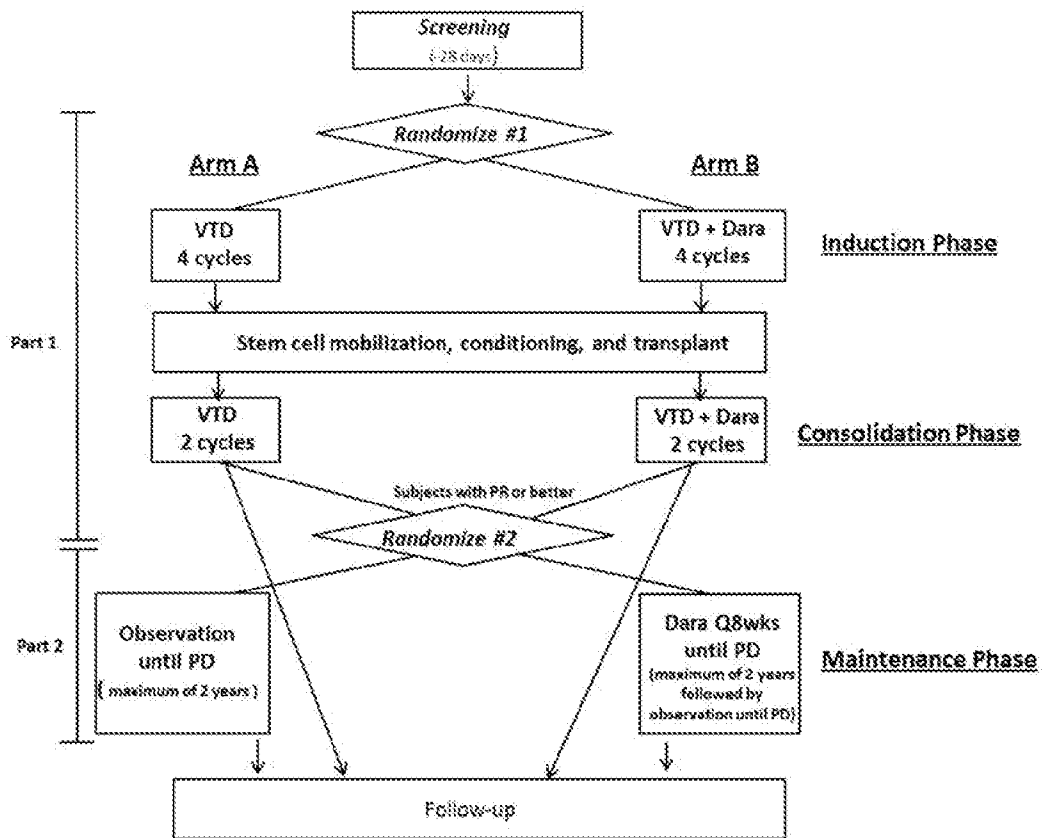 Screening
(-28 days)
Randomize #1
Arm A
Arm B
VTD
4 cycles
VTD + Dara
4 cycles
Induction Phase
Part 1
Stem cell mobilization, conditioning, and transplant
VTD
2 cycles
VTD + Dara
2 cycles
Consolidation Phase
Subjects with PR or better
Randomize #2
Part 2
Observation
until PD
( maximum of 2 years )
Dara Q8wks
until PD
(maximum of 2 years
followed by
observation until PD)
Maintenance Phase
Follow-up